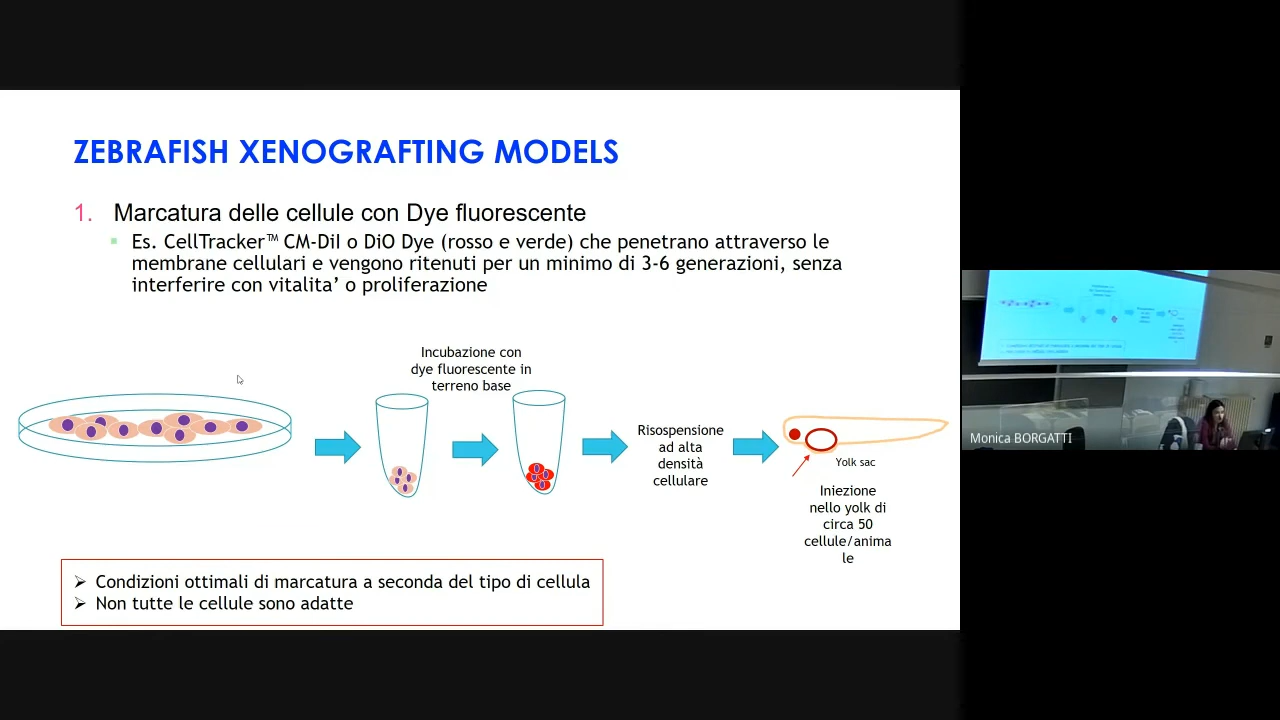 ZEBRAFISH XENOGRAFTING MODELS
1. Marcatura delle cellule con Dye fluorescente
Es. CellTracker™ CM-DiI o DiO Dye (rosso e verde) che penetrano attraverso le
membrane cellulari e vengono ritenuti per un minimo di 3-6 generazioni, senza
interferire con vitalita’ o proliferazione
Incubazione con
dye fluorescente in
terreno base
Risospensione
ad alta
densità
cellulare
Yolk sac
Iniezione
nello yolk di
circa 50
cellule/anima
le
Condizioni ottimali di marcatura a seconda del tipo di cellula
Non tutte le cellule sono adatte
Monica BORGATTI